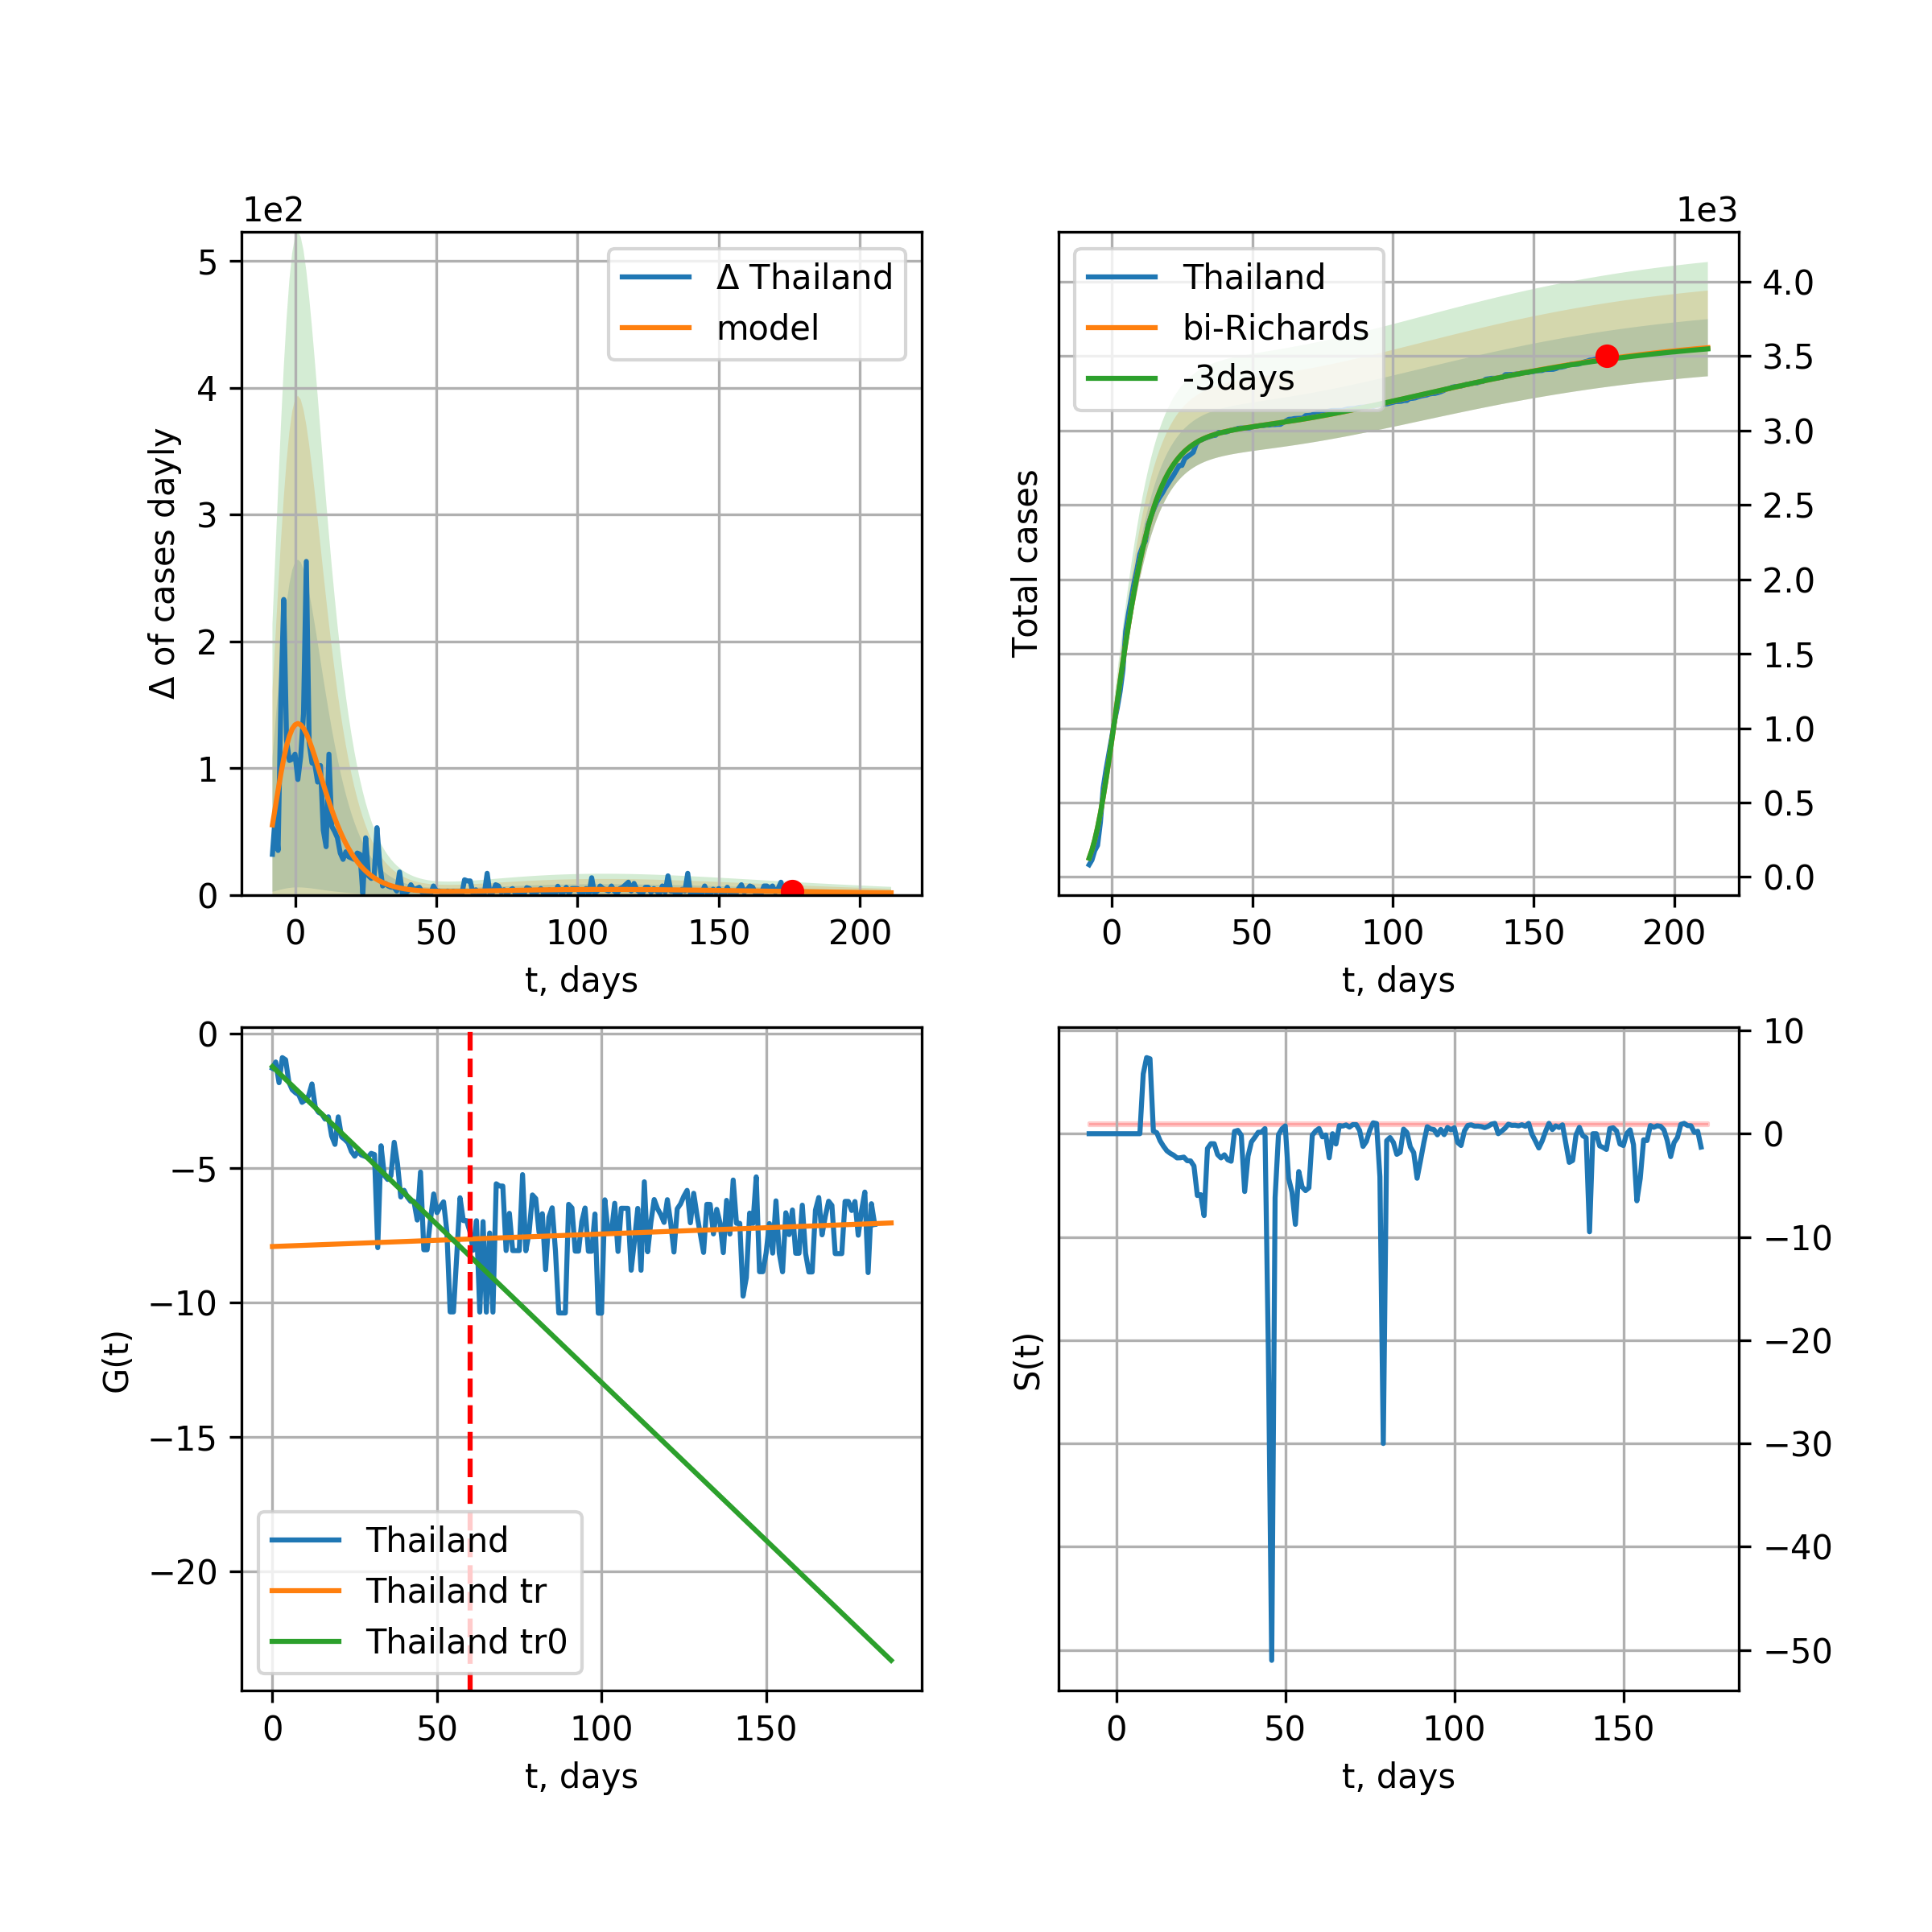 1e2
5
4
3
2
1
0
Δ of cases dayly
Δ Thailand
model
0
50
100
150
200
t, days
1e3
4.0
3.5
3.0
2.5
2.0
1.5
1.0
0.5
0.0
Total cases
Thailand
bi-Richards
-3days
0
50
100
150
200
t, days
0
−5
−10
−15
−20
G(t)
Thailand
Thailand tr
Thailand tr0
0
50
100
150
t, days
10
0
−10
−20
−30
−40
−50
S(t)
0
50
100
150
t, days